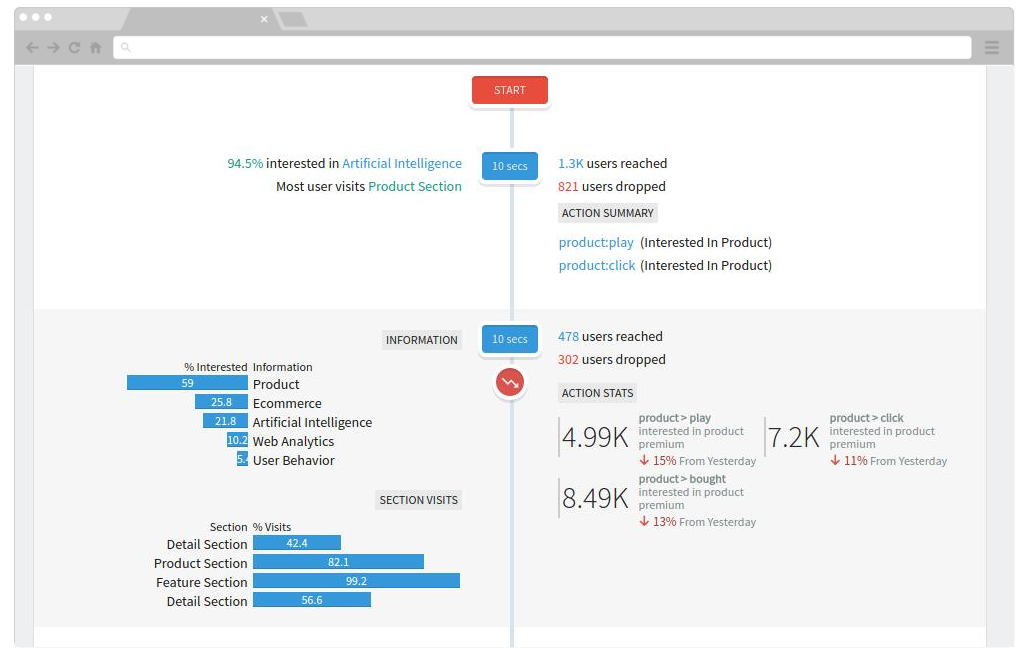 START
94.5% interested in Artificial Intelligence
Most user visits Product Section
10 secs
1.3K users reached
821 users dropped
ACTION SUMMARY
product:play (Interested In Product)
product:click (Interested In Product)
INFORMATION
% Interested Information
59 Product
25.8 Ecommerce
21.8 Artificial Intelligence
10.2 Web Analytics
5.4 User Behavior
SECTION VISITS
Section % Visits
Detail Section 42.4
Product Section 82.1
Feature Section 99.2
Detail Section 56.6
10 secs
478 users reached
302 users dropped
ACTION STATS
4.99K
product > play
interested in product
premium
15% From Yesterday
7.2K
product > click
interested in product
premium
11% From Yesterday
8.49K
product > bought
interested in product
premium
13% From Yesterday